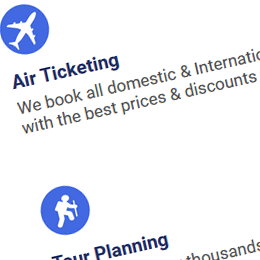 Air Ticketing
We book all domestic & Internatio
with the best prices & discounts
Tour Planning
thousands